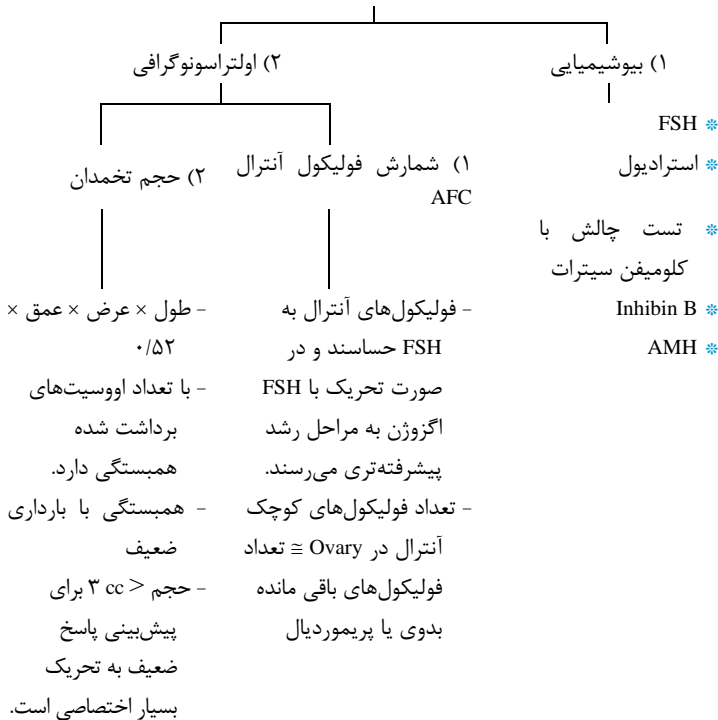 ۱) بیوشیمیایی
* FSH
* استرادیول
* تست چالش با
کلومیفن سیترات
* Inhibin B
* AMH
۲) اولتراسونوگرافی
۱) شمارش فولیکول آنترال
AFC
- فولیکول‌های آنترال به
FSH حساسند و در
صورت تحریک با FSH
اگزوژن به مراحل رشد
پیشرفته‌تری می‌رسند.
- تعداد فولیکول‌های کوچک
آنترال در Ovary ≅ تعداد
فولیکول‌های باقی مانده
بدوی یا پریموردیال
۲) حجم تخمدان
- طول × عرض × عمق ×
۰/۵۲
- با تعداد اووسیت‌های
برداشت شده
همبستگی دارد.
- همبستگی با بارداری
ضعیف
- حجم < ۳ cc برای
پیش‌بینی پاسخ
ضعیف به تحریک
بسیار اختصاصی است.